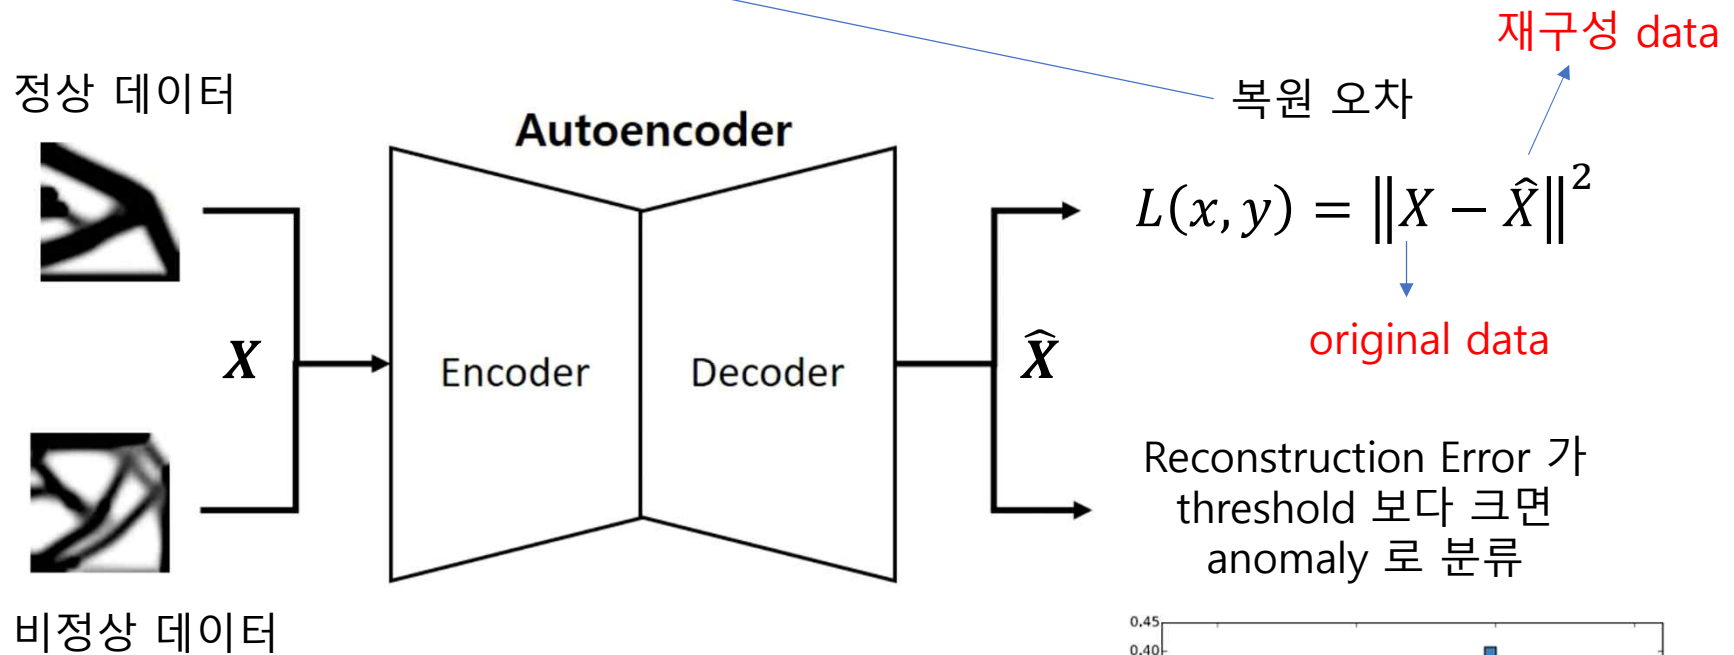 재구성 data
정상 데이터
복원 오차
Autoencoder
L(x, y) = ‖X − X̂‖²
original data
X
Encoder
Decoder
X̂
Reconstruction Error 가
threshold 보다 크면
anomaly 로 분류
비정상 데이터
0.45
0.40